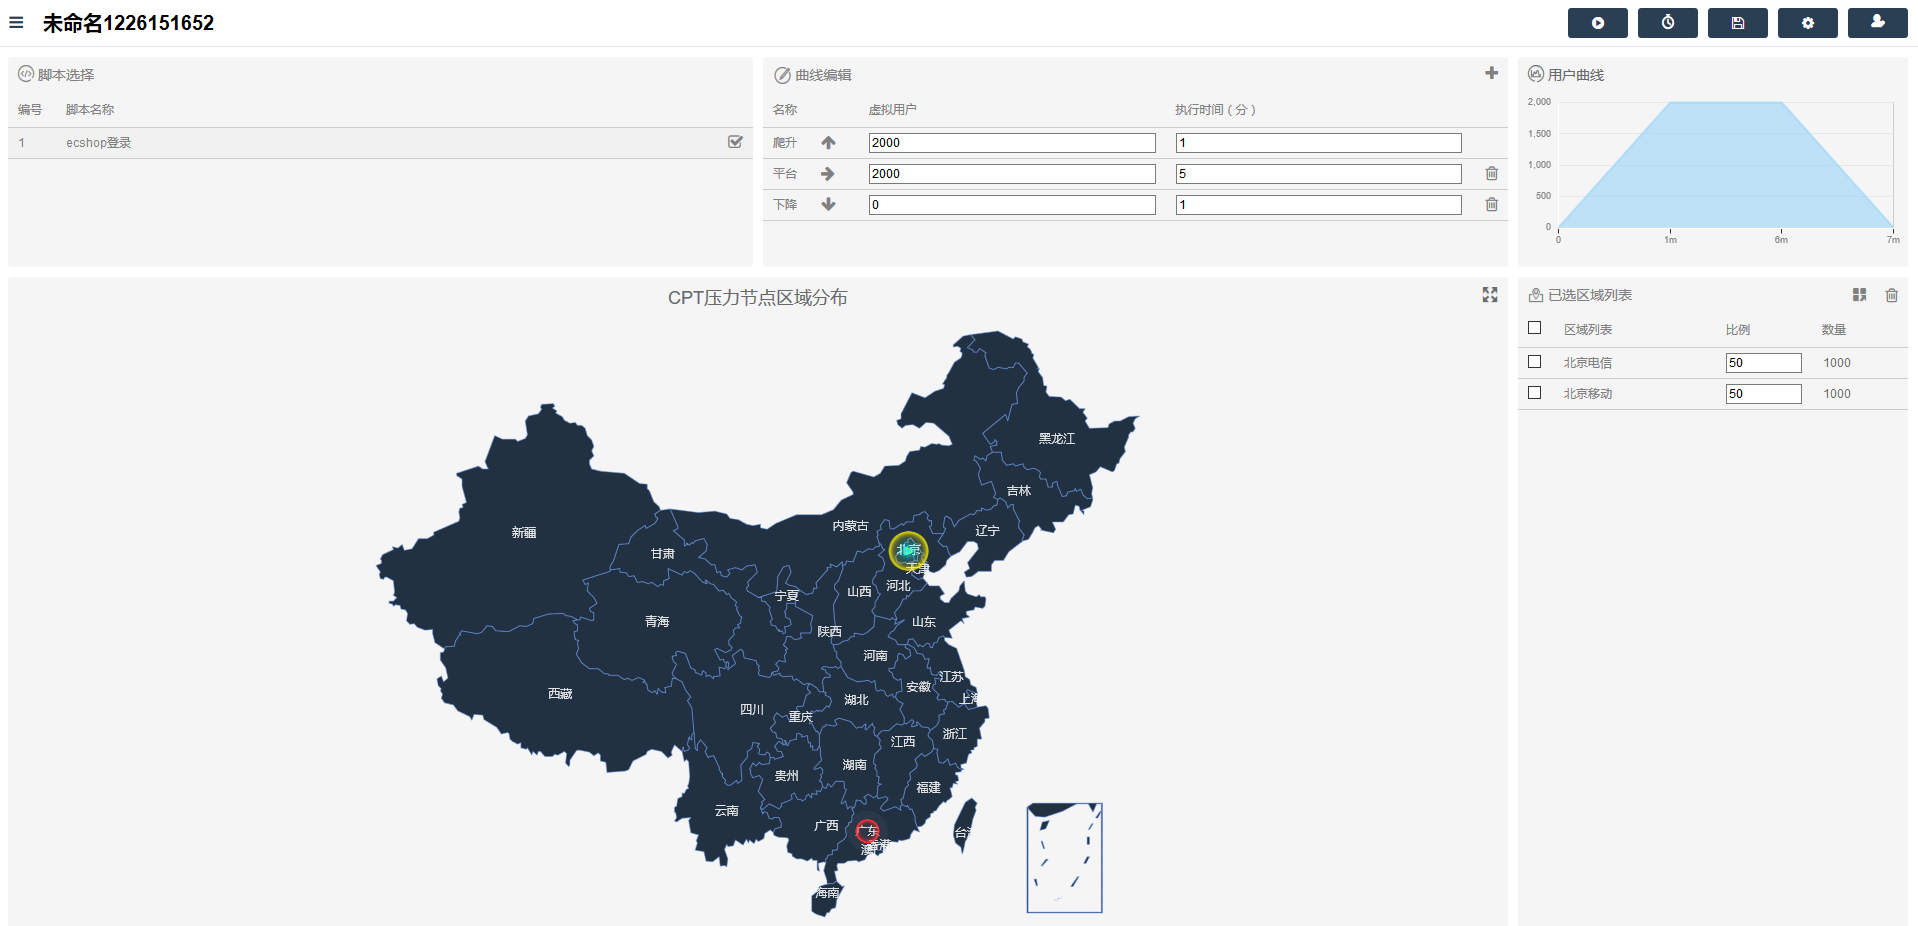 未命名1226151652
脚本选择
编号 脚本名称
1 ecshop登录
曲线编辑
名称 虚拟用户 执行时间（分）
爬升 2000 1
平台 2000 5
下降 0 1
用户曲线
2,000
1,500
1,000
500
0
0 1m 6m 7m
CPT压力节点区域分布
黑龙江
吉林
内蒙古
辽宁
新疆
北京
甘肃
天津
河北
山西
宁夏
青海
山东
陕西
河南
江苏
安徽
西藏
上海
湖北
四川
重庆
浙江
江西
湖南
贵州
福建
云南
广西
广东
台
香港
澳
海南
已选区域列表
区域列表 比例 数量
北京电信 50 1000
北京移动 50 1000